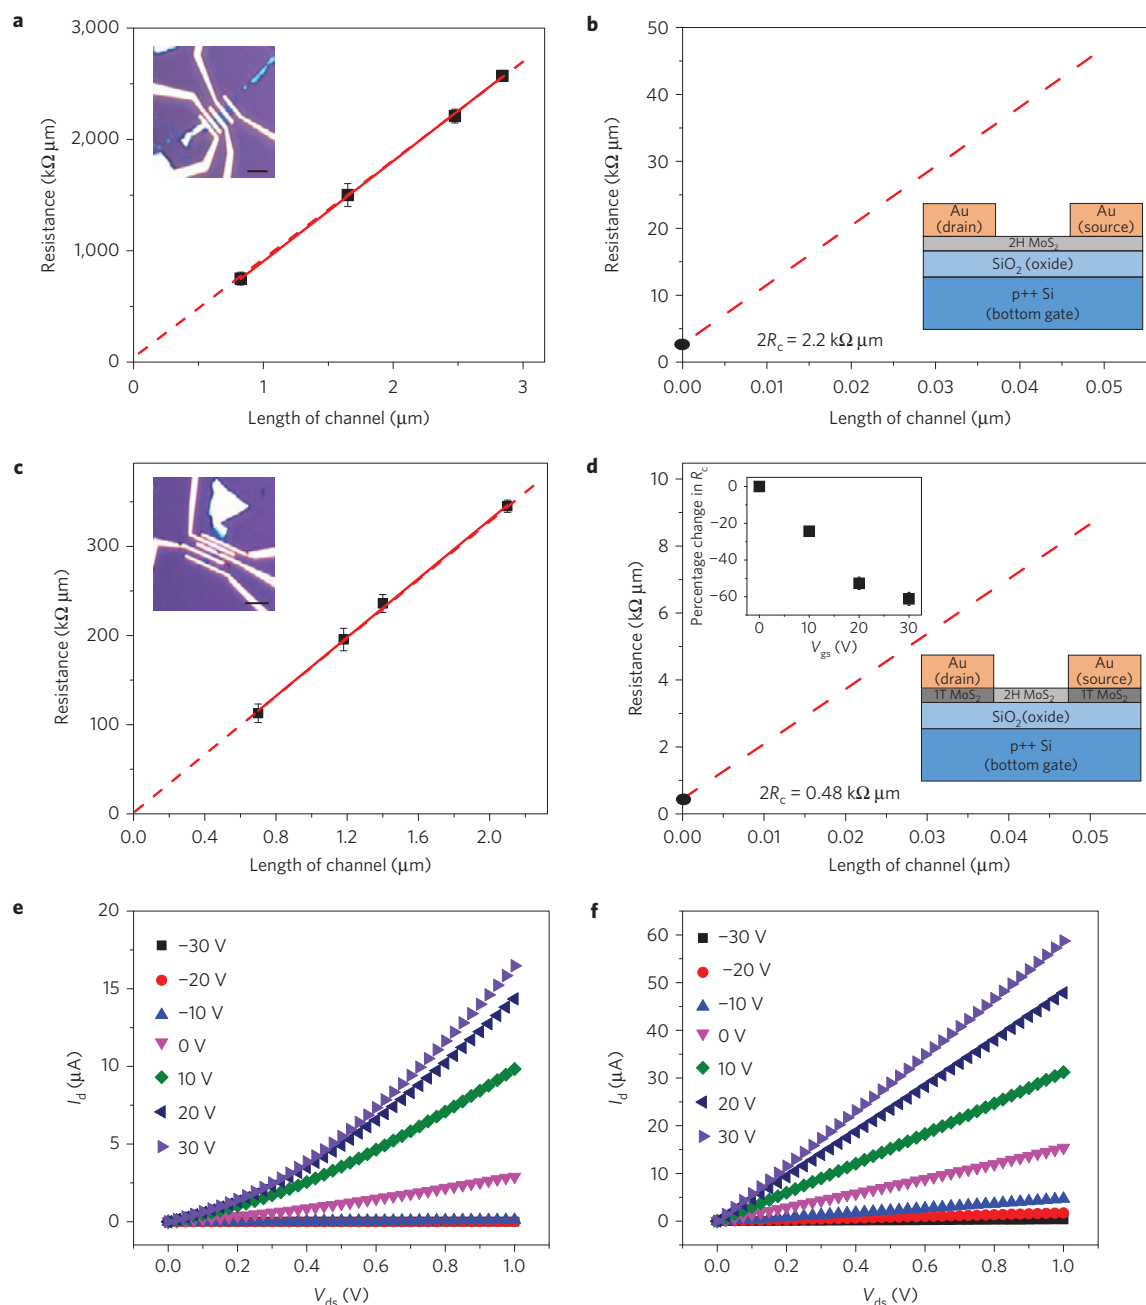 a
3,000
2,000
1,000
0
Resistance (kΩ μm)
0 1 2 3
Length of channel (μm)
b
50
40
30
20
10
0
Resistance (kΩ μm)
Au
(drain)
Au
(source)
2H MoS2
SiO2 (oxide)
p++ Si
(bottom gate)
2Rc = 2.2 kΩ μm
0.00 0.01 0.02 0.03 0.04 0.05
Length of channel (μm)
c
300
200
100
0
Resistance (kΩ μm)
0.0 0.4 0.8 1.2 1.6 2.0
Length of channel (μm)
d
10
8
6
4
2
0
Resistance (kΩ μm)
Percentage change in Rc
0
−20
−40
−60
0 10 20 30
Vgs (V)
Au
(drain)
Au
(source)
1T MoS2 2H MoS2 1T MoS2
SiO2(oxide)
p++ Si
(bottom gate)
2Rc = 0.48 kΩ μm
0.00 0.01 0.02 0.03 0.04 0.05
Length of channel (μm)
e
20
15
10
5
0
Id (μA)
−30 V
−20 V
−10 V
0 V
10 V
20 V
30 V
0.0 0.2 0.4 0.6 0.8 1.0
Vds (V)
f
60
50
40
30
20
10
0
Id (μA)
−30 V
−20 V
−10 V
0 V
10 V
20 V
30 V
0.0 0.2 0.4 0.6 0.8 1.0
Vds (V)